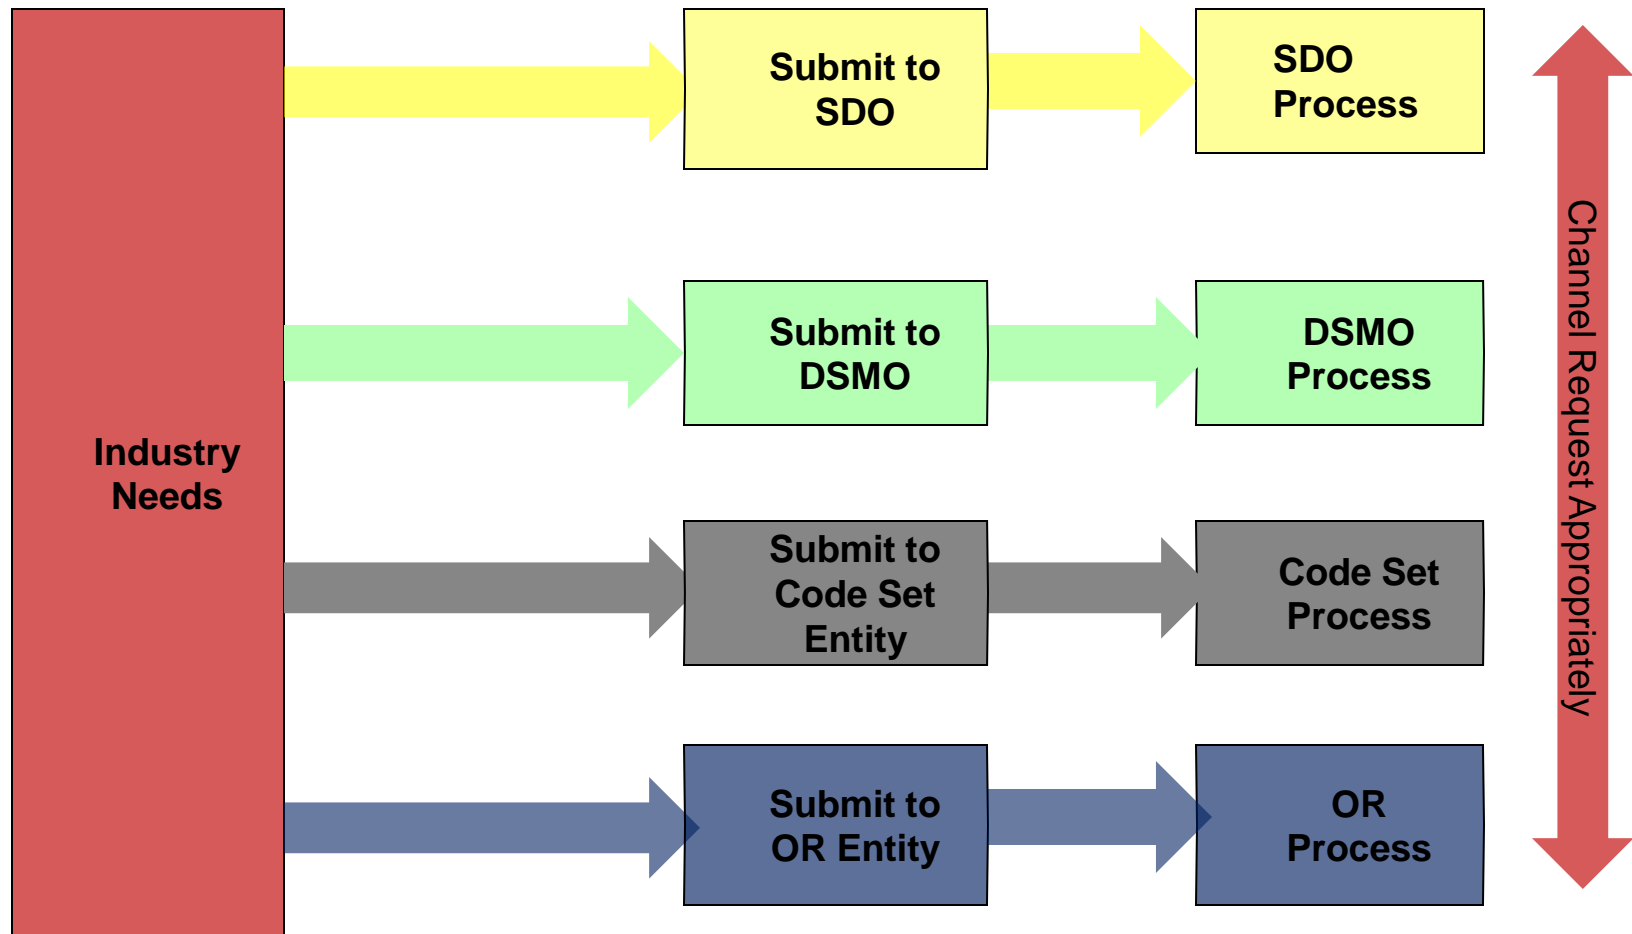 Industry
Needs
Submit to
SDO
SDO
Process
Submit to
DSMO
DSMO
Process
Submit to
Code Set
Entity
Code Set
Process
Submit to
OR Entity
OR
Process
Channel Request Appropriately